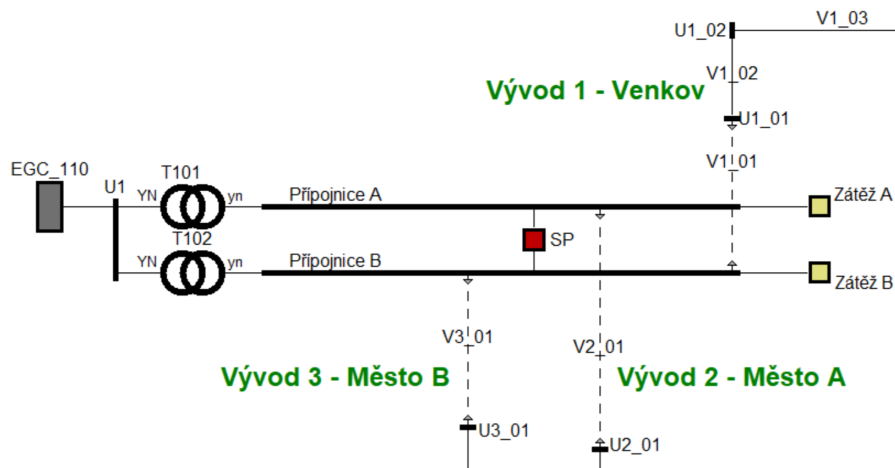 V1_03
U1_02
V1_02
Vývod 1 - Venkov
U1_01
EGC_110
T101
V1_01
U1
YN
yn
Přípojnice A
Zátěž A
T102
SP
YN
yn
Přípojnice B
Zátěž B
V3_01
V2_01
Vývod 3 - Město B
Vývod 2 - Město A
U3_01
U2_01